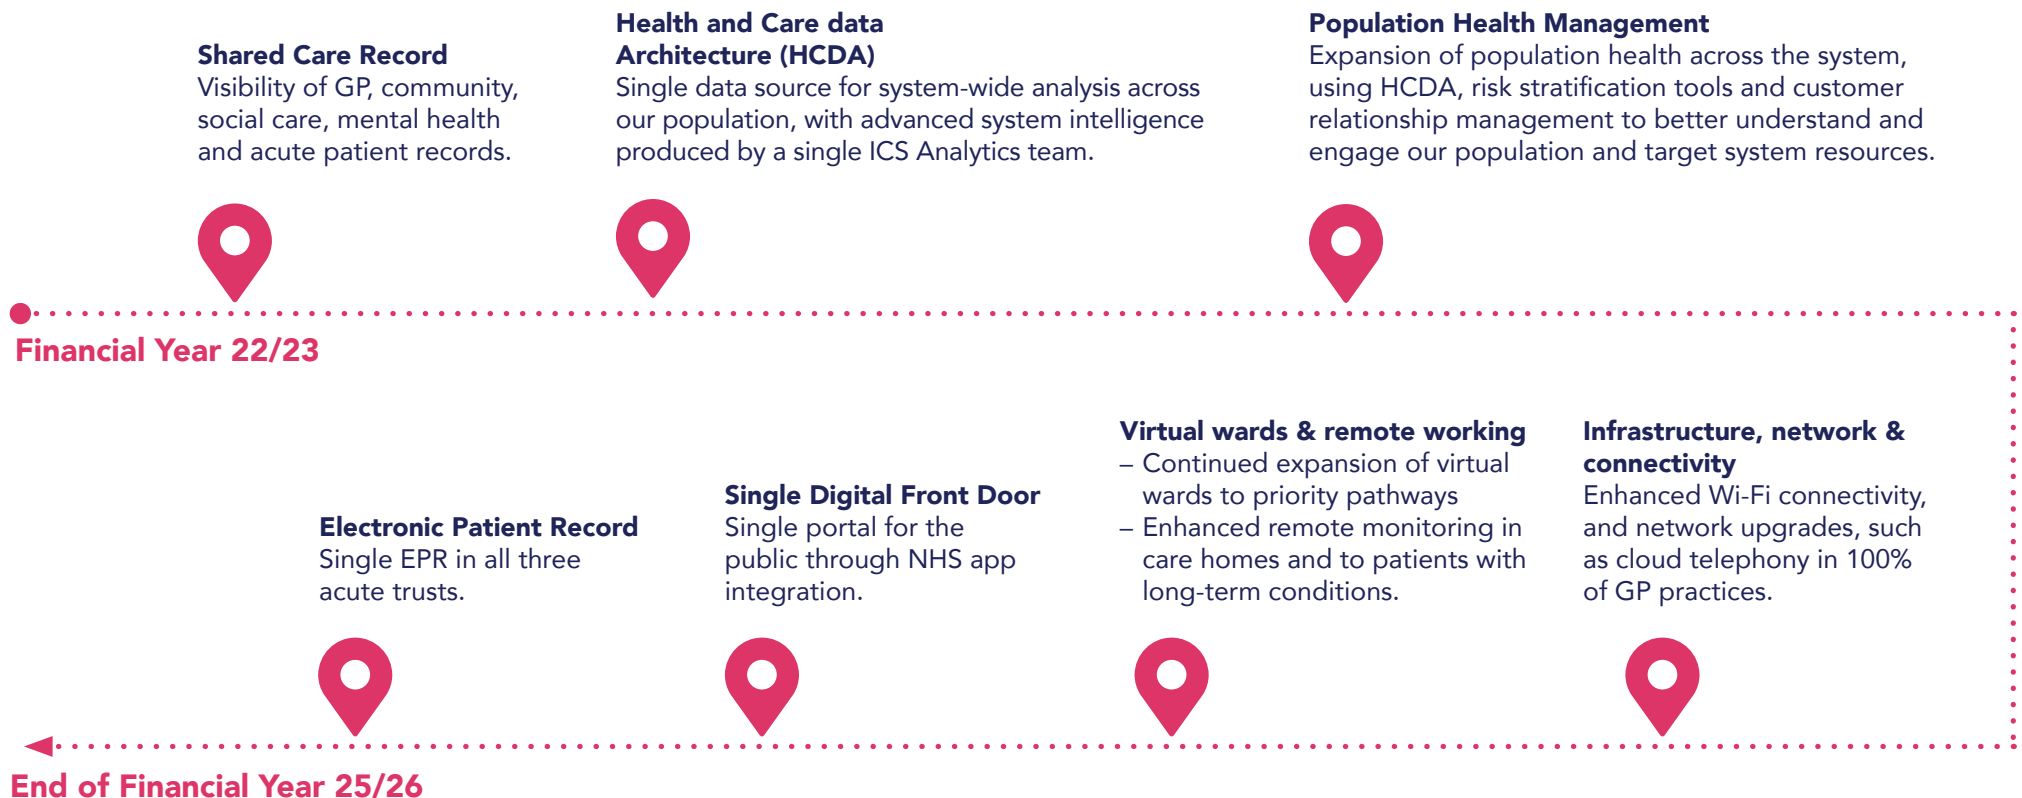 Shared Care Record
Visibility of GP, community,
social care, mental health
and acute patient records.
Health and Care data
Architecture (HCDA)
Single data source for system-wide analysis across
our population, with advanced system intelligence
produced by a single ICS Analytics team.
Population Health Management
Expansion of population health across the system,
using HCDA, risk stratification tools and customer
relationship management to better understand and
engage our population and target system resources.
Financial Year 22/23
Infrastructure, network &
connectivity
Enhanced Wi-Fi connectivity,
and network upgrades, such
as cloud telephony in 100%
of GP practices.
Virtual wards & remote working
– Continued expansion of virtual
wards to priority pathways
– Enhanced remote monitoring in
care homes and to patients with
long-term conditions.
Single Digital Front Door
Single portal for the
public through NHS app
integration.
Electronic Patient Record
Single EPR in all three
acute trusts.
End of Financial Year 25/26